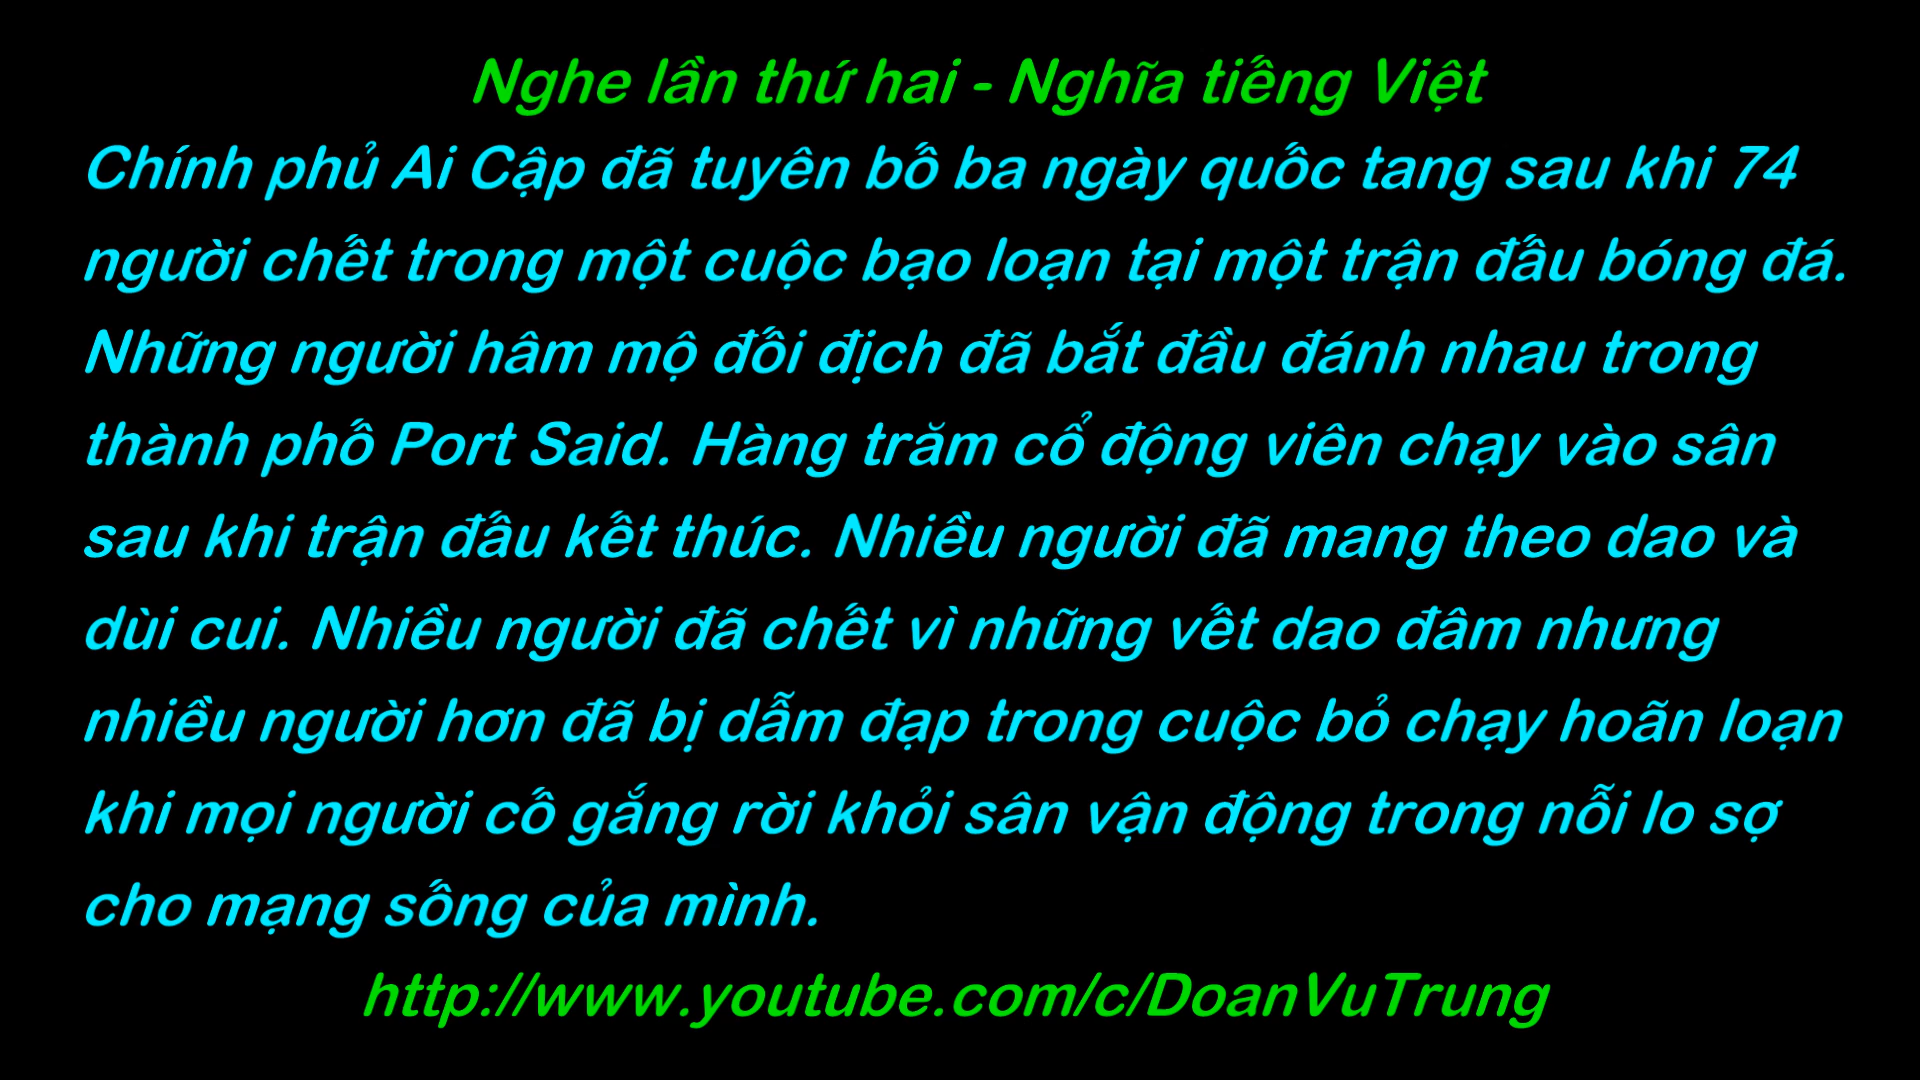 Nghe lần thứ hai - Nghĩa tiếng Việt
Chính phủ Ai Cập đã tuyên bố ba ngày quốc tang sau khi 74
người chết trong một cuộc bạo loạn tại một trận đấu bóng đá.
Những người hâm mộ đối địch đã bắt đầu đánh nhau trong
thành phố Port Said. Hàng trăm cổ động viên chạy vào sân
sau khi trận đấu kết thúc. Nhiều người đã mang theo dao và
dùi cui. Nhiều người đã chết vì những vết dao đâm nhưng
nhiều người hơn đã bị dẫm đạp trong cuộc bỏ chạy hoãn loạn
khi mọi người cố gắng rời khỏi sân vận động trong nỗi lo sợ
cho mạng sống của mình.
http://www.youtube.com/c/DoanVuTrung